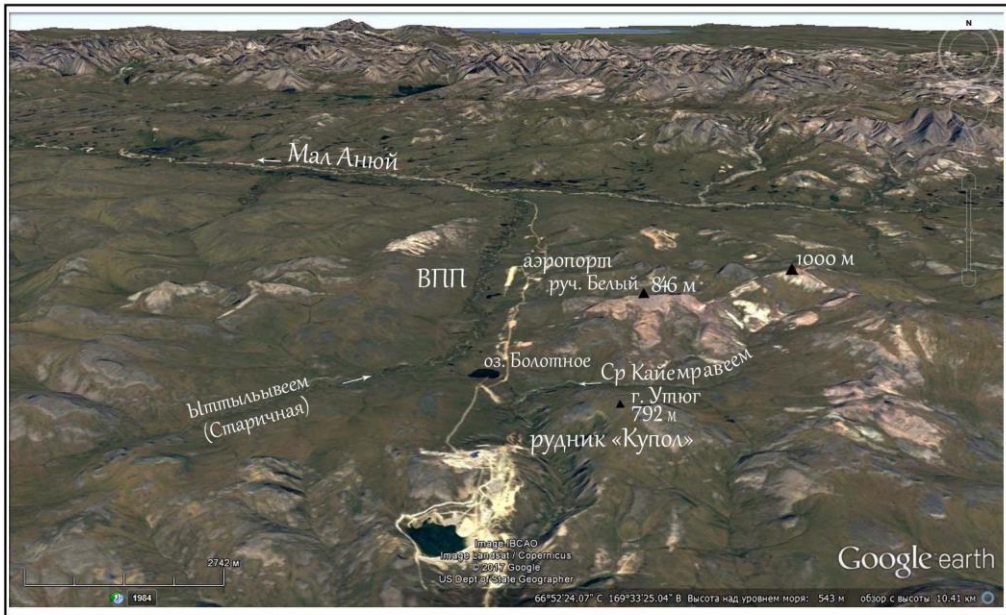 N
← Мал Анюй
1000 м
аэропорт
ВПП
руч. Белый
846 м
оз. Болотное
Ср Кайемравеем
Ыттыльывеем
(Старичная)
г. Утюг
792 м
рудник «Купол»
Image IBCAO
Image Landsat / Copernicus
© 2017 Google
US Dept of State Geographer
Google earth
2742 м
1984
66°52'24.07" С 169°33'25.04" В Высота над уровнем моря: 543 м обзор с высоты 10.41 км